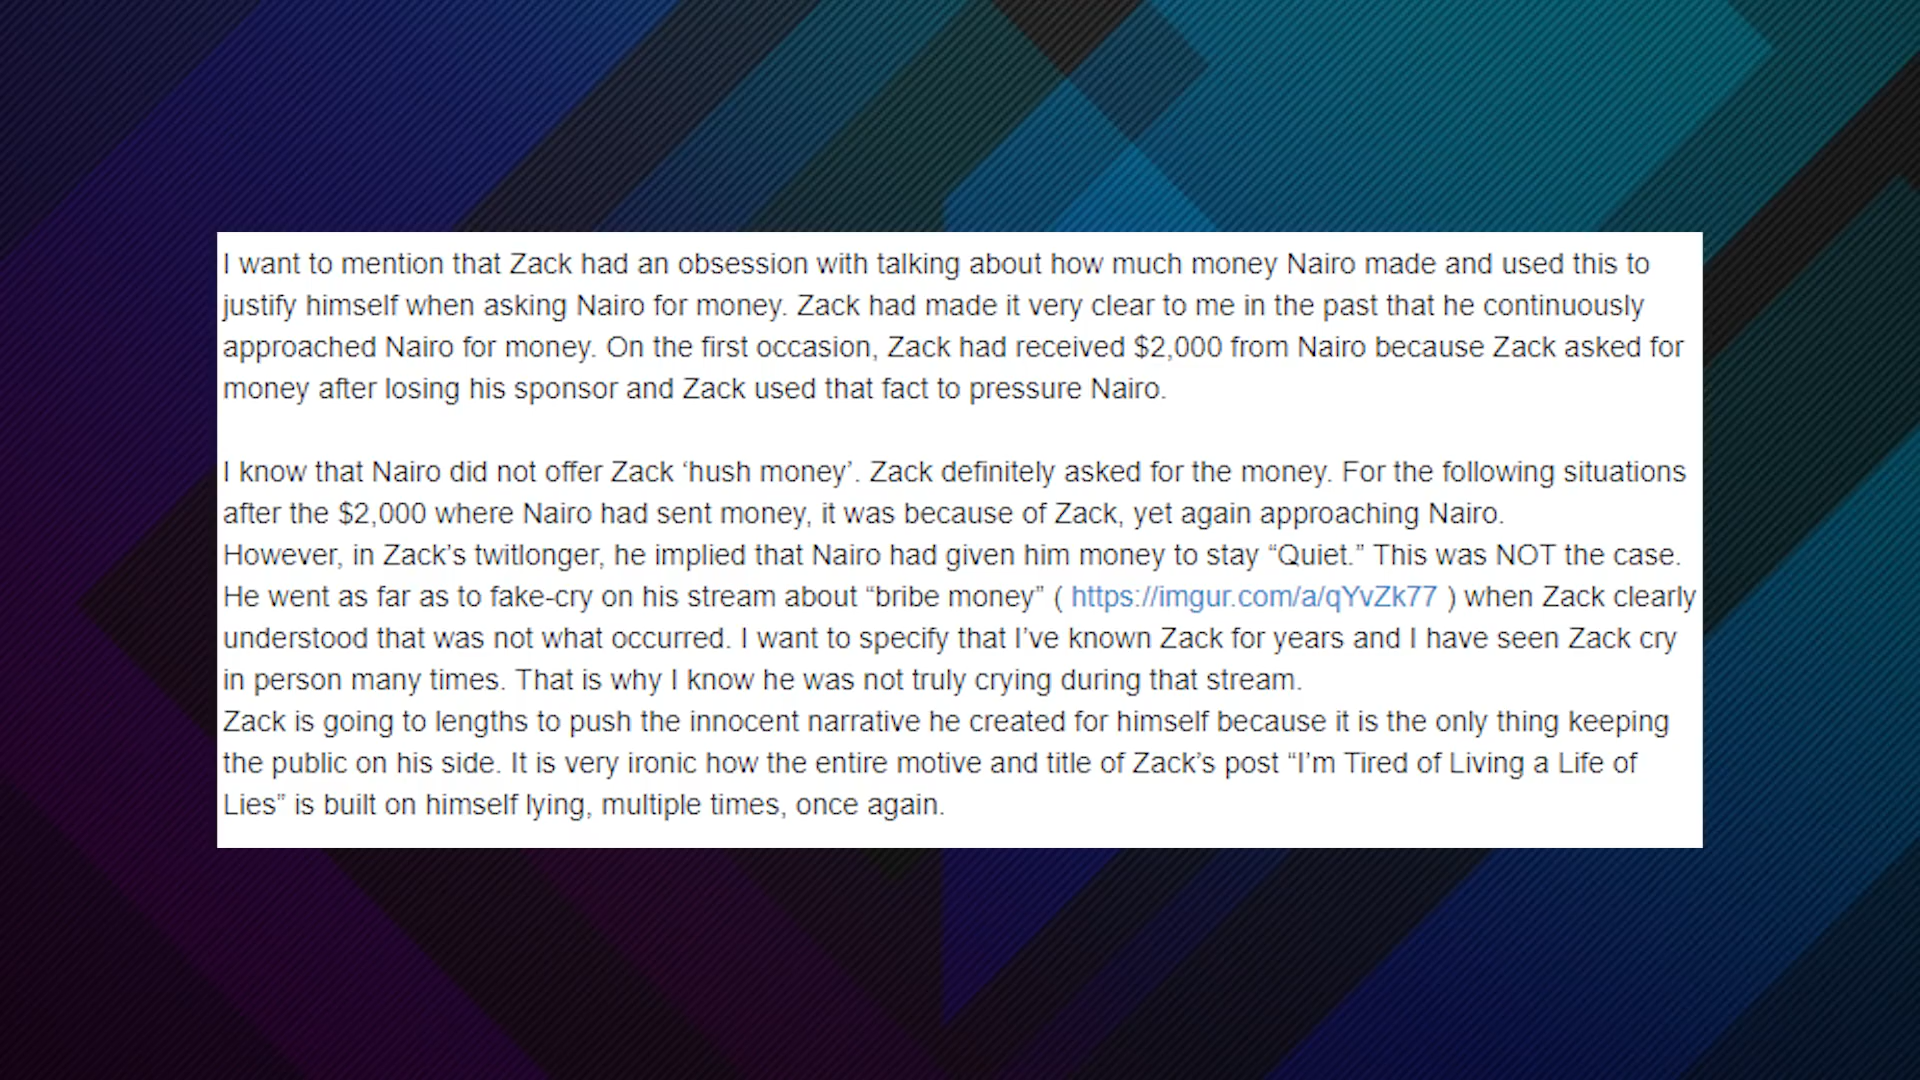 I want to mention that Zack had an obsession with talking about how much money Nairo made and used this to
justify himself when asking Nairo for money. Zack had made it very clear to me in the past that he continuously
approached Nairo for money. On the first occasion, Zack had received $2,000 from Nairo because Zack asked for
money after losing his sponsor and Zack used that fact to pressure Nairo.
I know that Nairo did not offer Zack ‘hush money’. Zack definitely asked for the money. For the following situations
after the $2,000 where Nairo had sent money, it was because of Zack, yet again approaching Nairo.
However, in Zack’s twitlonger, he implied that Nairo had given him money to stay “Quiet.” This was NOT the case.
He went as far as to fake-cry on his stream about “bribe money” ( https://imgur.com/a/qYvZk77 ) when Zack clearly
understood that was not what occurred. I want to specify that I’ve known Zack for years and I have seen Zack cry
in person many times. That is why I know he was not truly crying during that stream.
Zack is going to lengths to push the innocent narrative he created for himself because it is the only thing keeping
the public on his side. It is very ironic how the entire motive and title of Zack’s post “I’m Tired of Living a Life of
Lies” is built on himself lying, multiple times, once again.